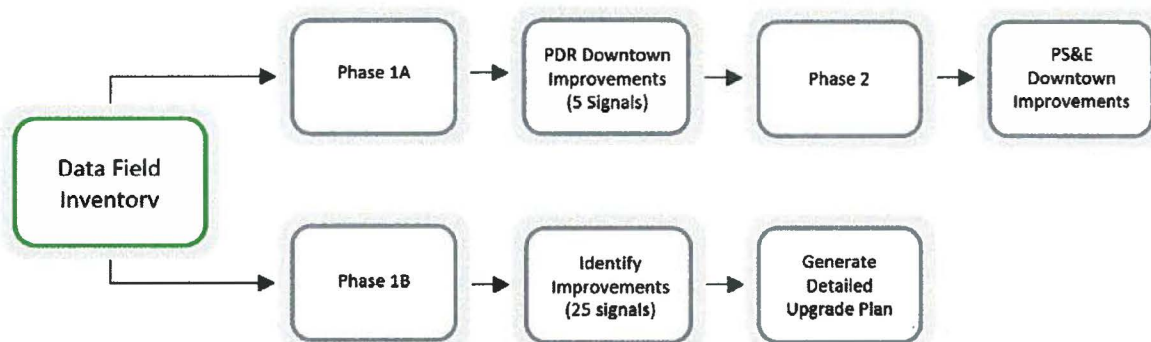 Phase 1A
PDR Downtown
Improvements
(5 Signals)
Phase 2
PS&E
Downtown
Improvements
Data Field
Inventory
Phase 1B
Identify
Improvements
(25 signals)
Generate
Detailed
Upgrade Plan